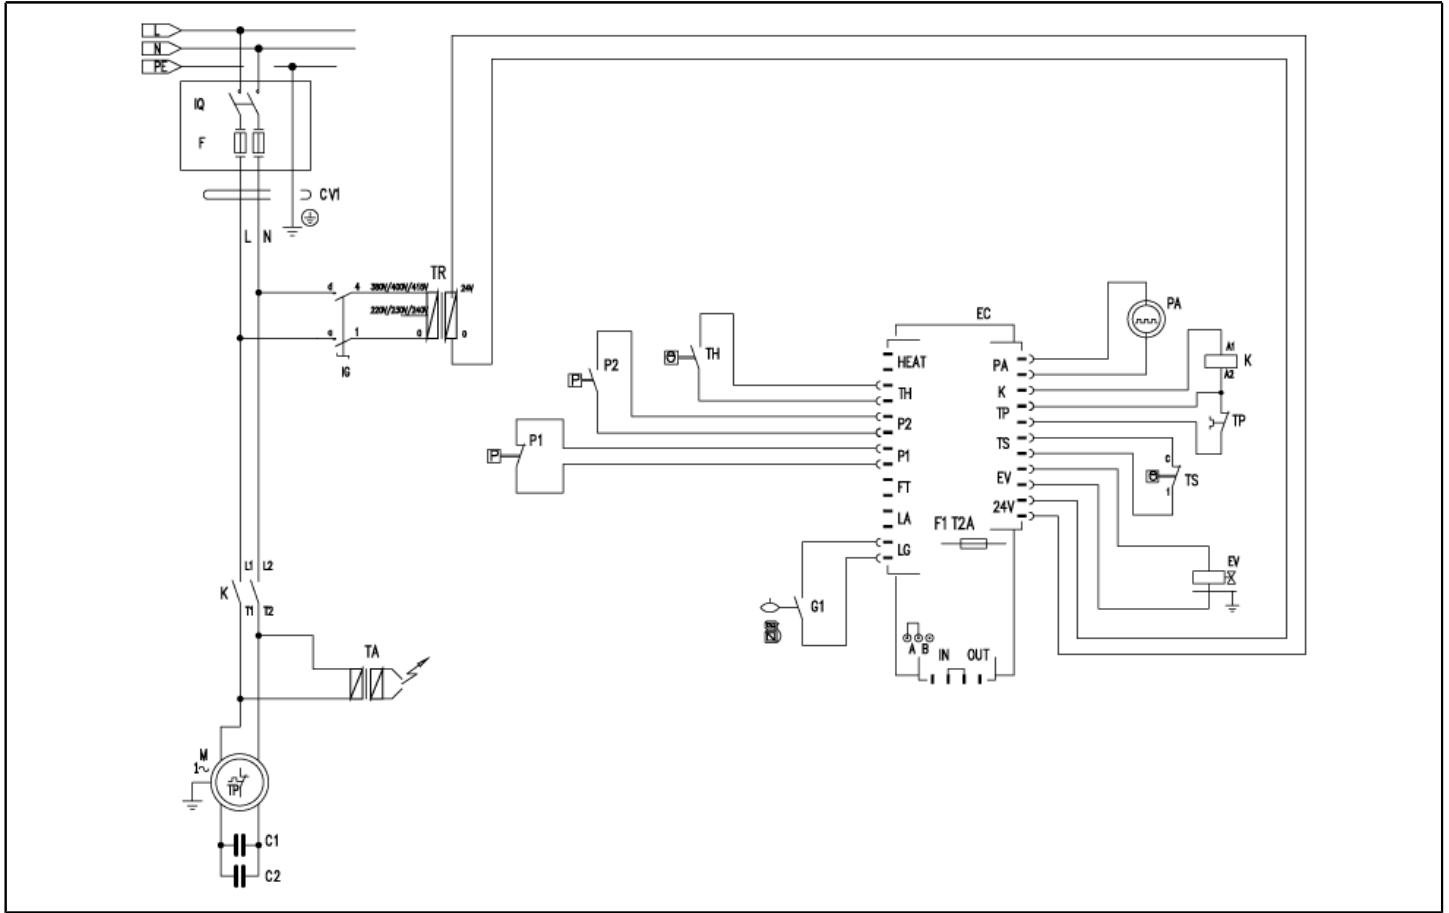 L
N
PE
IQ
F
CV1
L N
TR
d 4 380V/400V/415V 24V
220V/230V/240V
a 1 0 0
IG
PA
EC
A1
K
A2
TH
P2
P1
HEAT
TH
P2
P1
FT
LA
LG
PA
K
TP
TS
EV
24V
TP
C
TS
1
P
P
F1 T2A
EV
G1
L1 L2
K
T1 T2
TA
A B
IN OUT
M
1~
TP
C1
C2